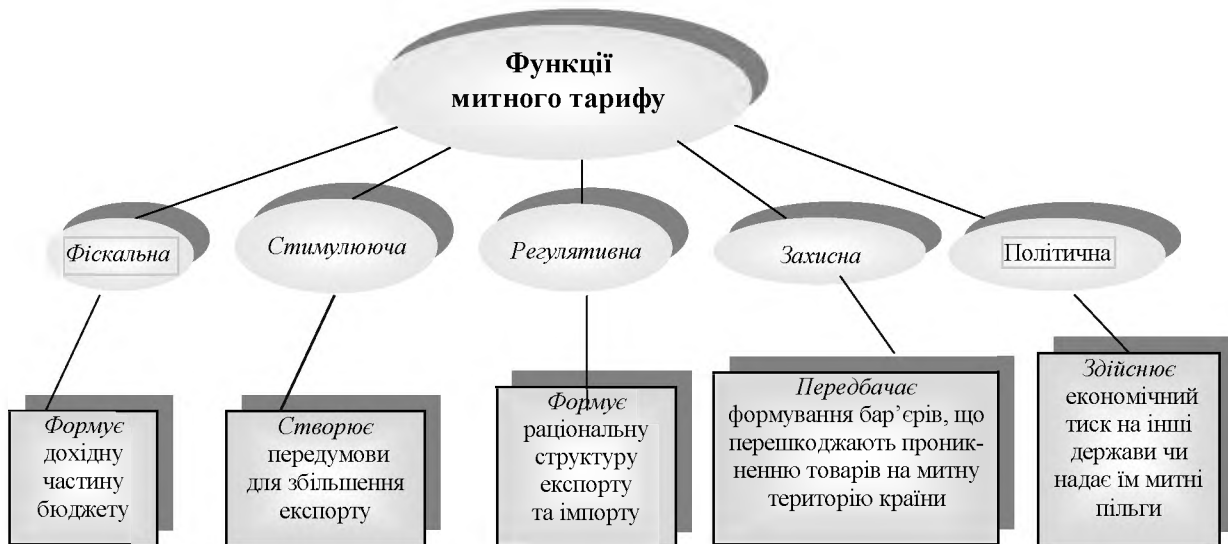 Функції
митного тарифу
Фіскальна
Стимулююча
Регулятивна
Захисна
Політична
Формує
дохідну
частину
бюджету
Створює
передумови
для збільшення
експорту
Формує
раціональну
структуру
експорту
та імпорту
Передбачає
формування бар’єрів, що
перешкоджають проник-
ненню товарів на митну
територію країни
Здійснює
економічний
тиск на інші
держави чи
надає їм митні
пільги